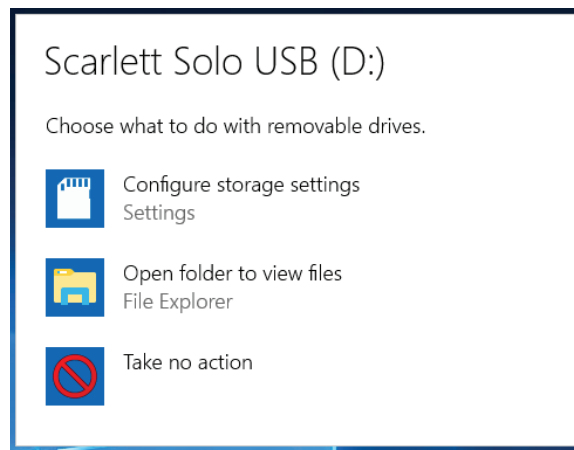 Scarlett Solo USB (D:)
Choose what to do with removable drives.
Configure storage settings
Settings
Open folder to view files
File Explorer
Take no action